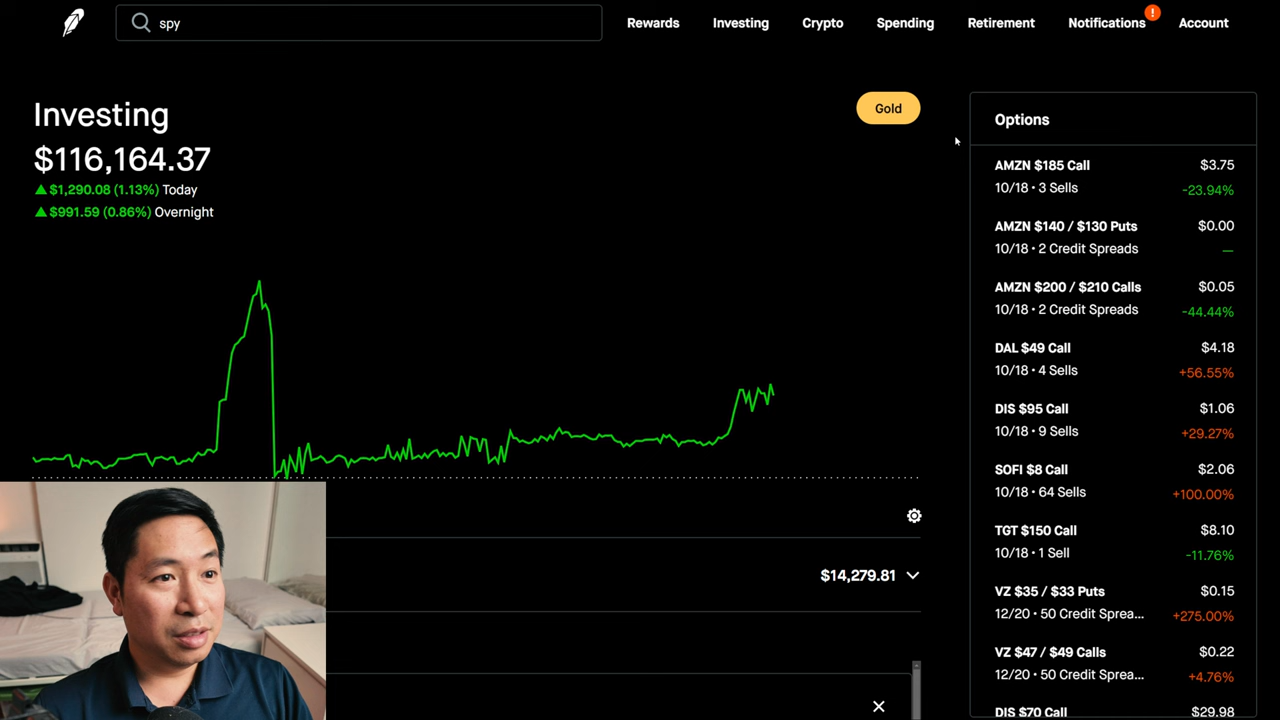 spy
Rewards
Investing
Crypto
Spending
Retirement
Notifications
!
Account
Investing
Gold
$116,164.37
▲ $1,290.08 (1.13%) Today
▲ $991.59 (0.86%) Overnight
$14,279.81
Options
AMZN $185 Call $3.75
10/18 • 3 Sells -23.94%
AMZN $140 / $130 Puts $0.00
10/18 • 2 Credit Spreads —
AMZN $200 / $210 Calls $0.05
10/18 • 2 Credit Spreads -44.44%
DAL $49 Call $4.18
10/18 • 4 Sells +56.55%
DIS $95 Call $1.06
10/18 • 9 Sells +29.27%
SOFI $8 Call $2.06
10/18 • 64 Sells +100.00%
TGT $150 Call $8.10
10/18 • 1 Sell -11.76%
VZ $35 / $33 Puts $0.15
12/20 • 50 Credit Sprea... +275.00%
VZ $47 / $49 Calls $0.22
12/20 • 50 Credit Sprea... +4.76%
DIS $70 Call $29.98